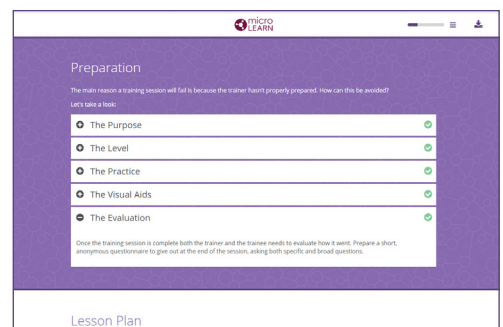 micro
LEARN
Preparation
The main reason a training session will fail is because the trainer hasn't properly prepared. How can this be avoided?
Let's take a look:
The Purpose
The Level
The Practice
The Visual Aids
The Evaluation
Once the training session is complete both the trainer and the trainee needs to evaluate how it went. Prepare a short,
anonymous questionnaire to give out at the end of the session, asking both specific and broad questions.
Lesson Plan